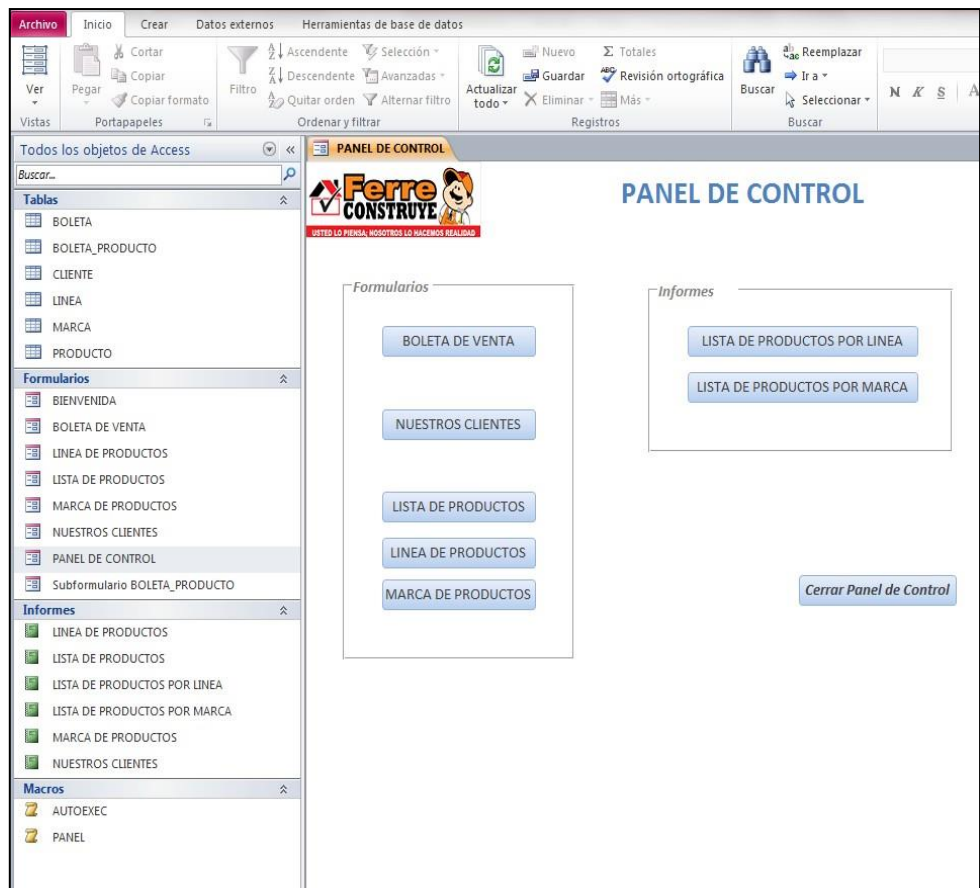 Archivo Inicio Crear Datos externos Herramientas de base de datos
Ver
Vistas
Pegar
Cortar
Copiar
Copiar formato
Portapapeles
Filtro
Ascendente
Descendente
Quitar orden
Selección
Avanzadas
Alternar filtro
Ordenar y filtrar
Actualizar todo
Nuevo
Guardar
Eliminar
Totales
Revisión ortográfica
Más
Registros
Buscar
Reemplazar
Ir a
Seleccionar
Buscar
N K S A
Todos los objetos de Access
Buscar...
Tablas
BOLETA
BOLETA_PRODUCTO
CLIENTE
LINEA
MARCA
PRODUCTO
Formularios
BIENVENIDA
BOLETA DE VENTA
LINEA DE PRODUCTOS
LISTA DE PRODUCTOS
MARCA DE PRODUCTOS
NUESTROS CLIENTES
PANEL DE CONTROL
Subformulario BOLETA_PRODUCTO
Informes
LINEA DE PRODUCTOS
LISTA DE PRODUCTOS
LISTA DE PRODUCTOS POR LINEA
LISTA DE PRODUCTOS POR MARCA
MARCA DE PRODUCTOS
NUESTROS CLIENTES
Macros
AUTOEXEC
PANEL
PANEL DE CONTROL
Ferre
CONSTRUYE
USTED LO PIENSA; NOSOTROS LO HACEMOS REALIDAD
PANEL DE CONTROL
Formularios
BOLETA DE VENTA
NUESTROS CLIENTES
LISTA DE PRODUCTOS
LINEA DE PRODUCTOS
MARCA DE PRODUCTOS
Informes
LISTA DE PRODUCTOS POR LINEA
LISTA DE PRODUCTOS POR MARCA
Cerrar Panel de Control